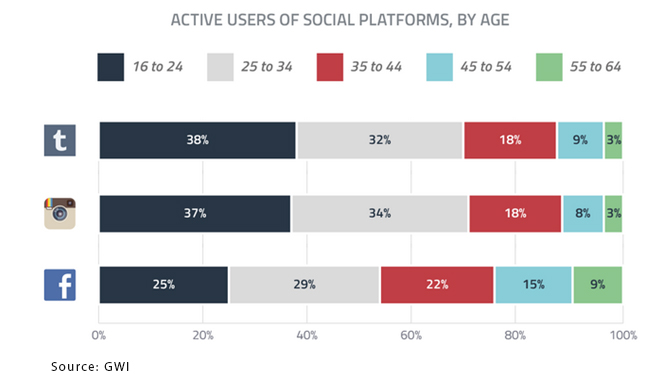 ACTIVE USERS OF SOCIAL PLATFORMS, BY AGE
16 to 24 25 to 34 35 to 44 45 to 54 55 to 64
t 38% 32% 18% 9% 3%
37% 34% 18% 8% 3%
f 25% 29% 22% 15% 9%
0% 20% 40% 60% 80% 100%
Source: GWI